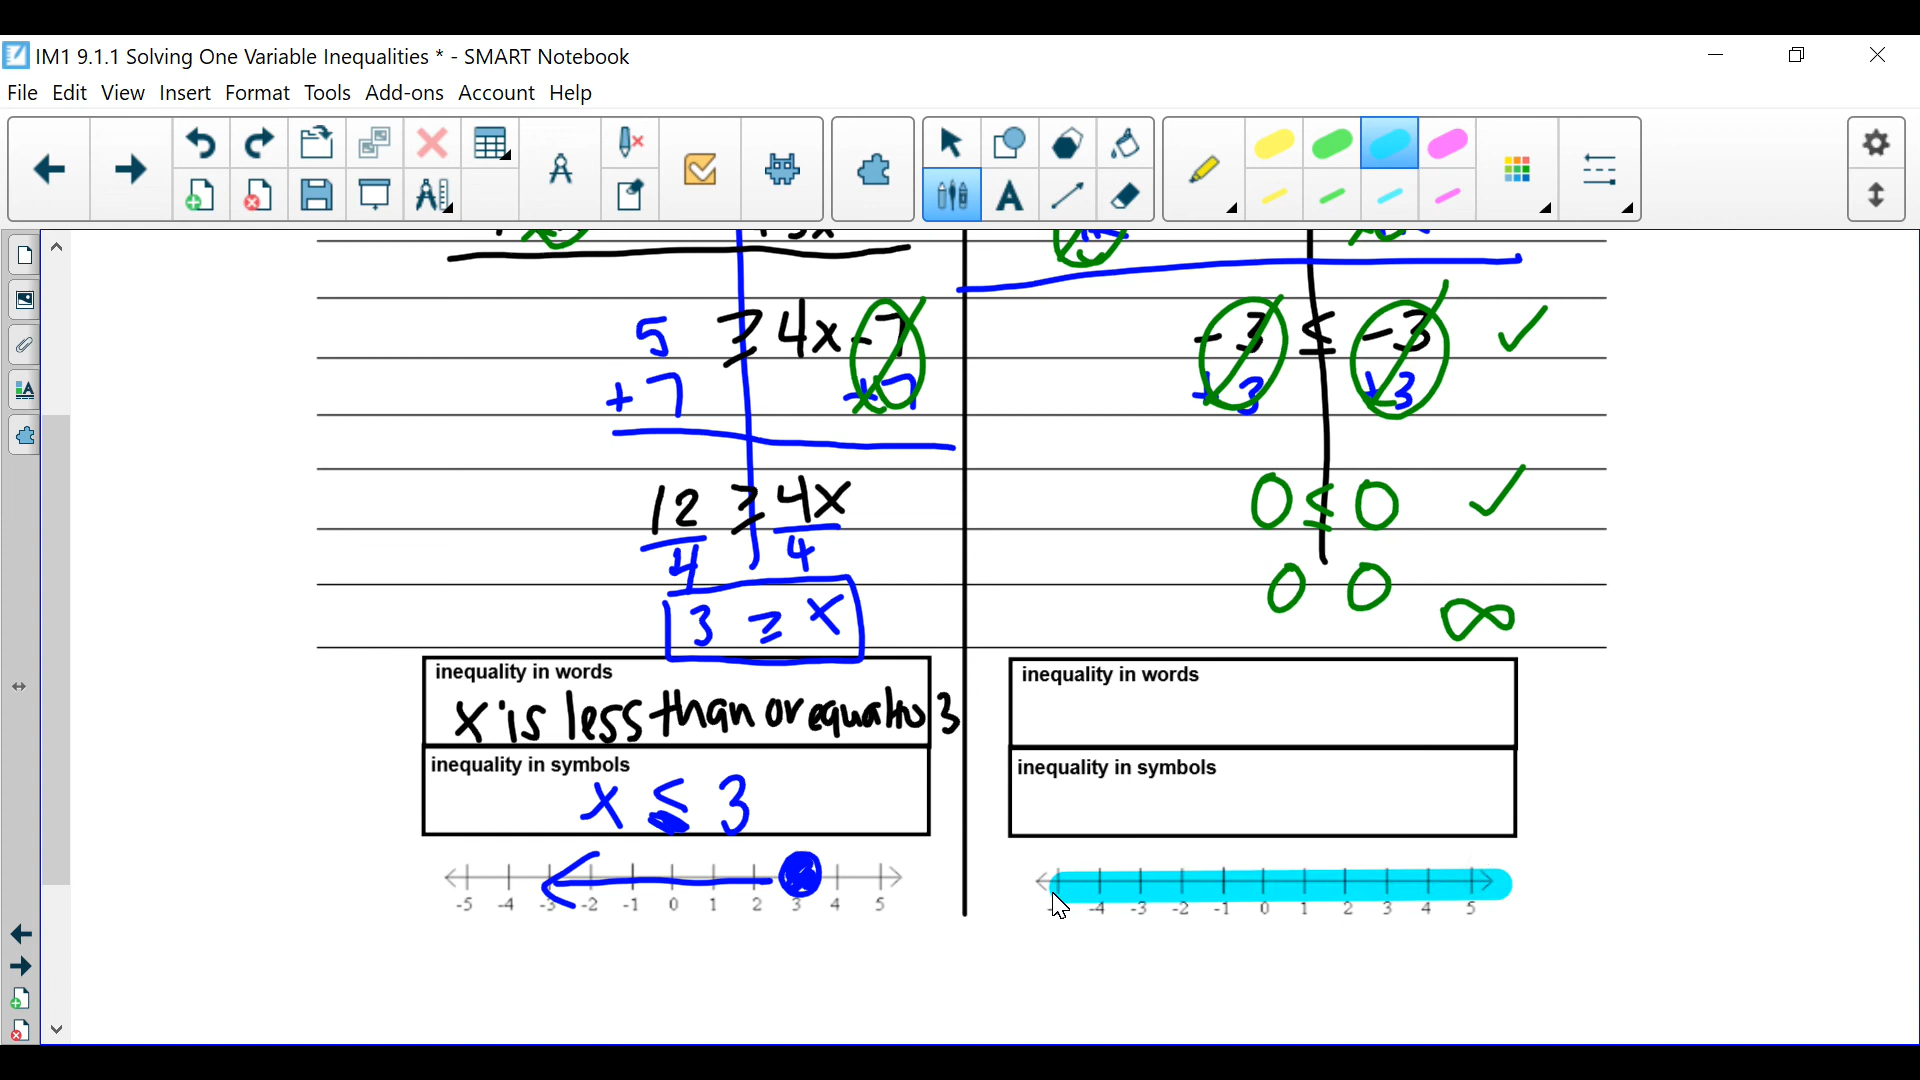 IM1 9.1.1 Solving One Variable Inequalities * - SMART Notebook
File Edit View Insert Format Tools Add-ons Account Help
5 ≥ 4x - 7
+ 7 + 7
12 ≥ 4x
4 4
3 ≥ x
inequality in words
x is less than or equal to 3
inequality in symbols
x ≤ 3
-5 -4 -3 -2 -1 0 1 2 3 4 5
-3 ≤ -3 ✓
+ 3 +3
0 ≤ 0 ✓
0 0
∞
inequality in words
inequality in symbols
-4 -3 -2 -1 0 1 2 3 4 5